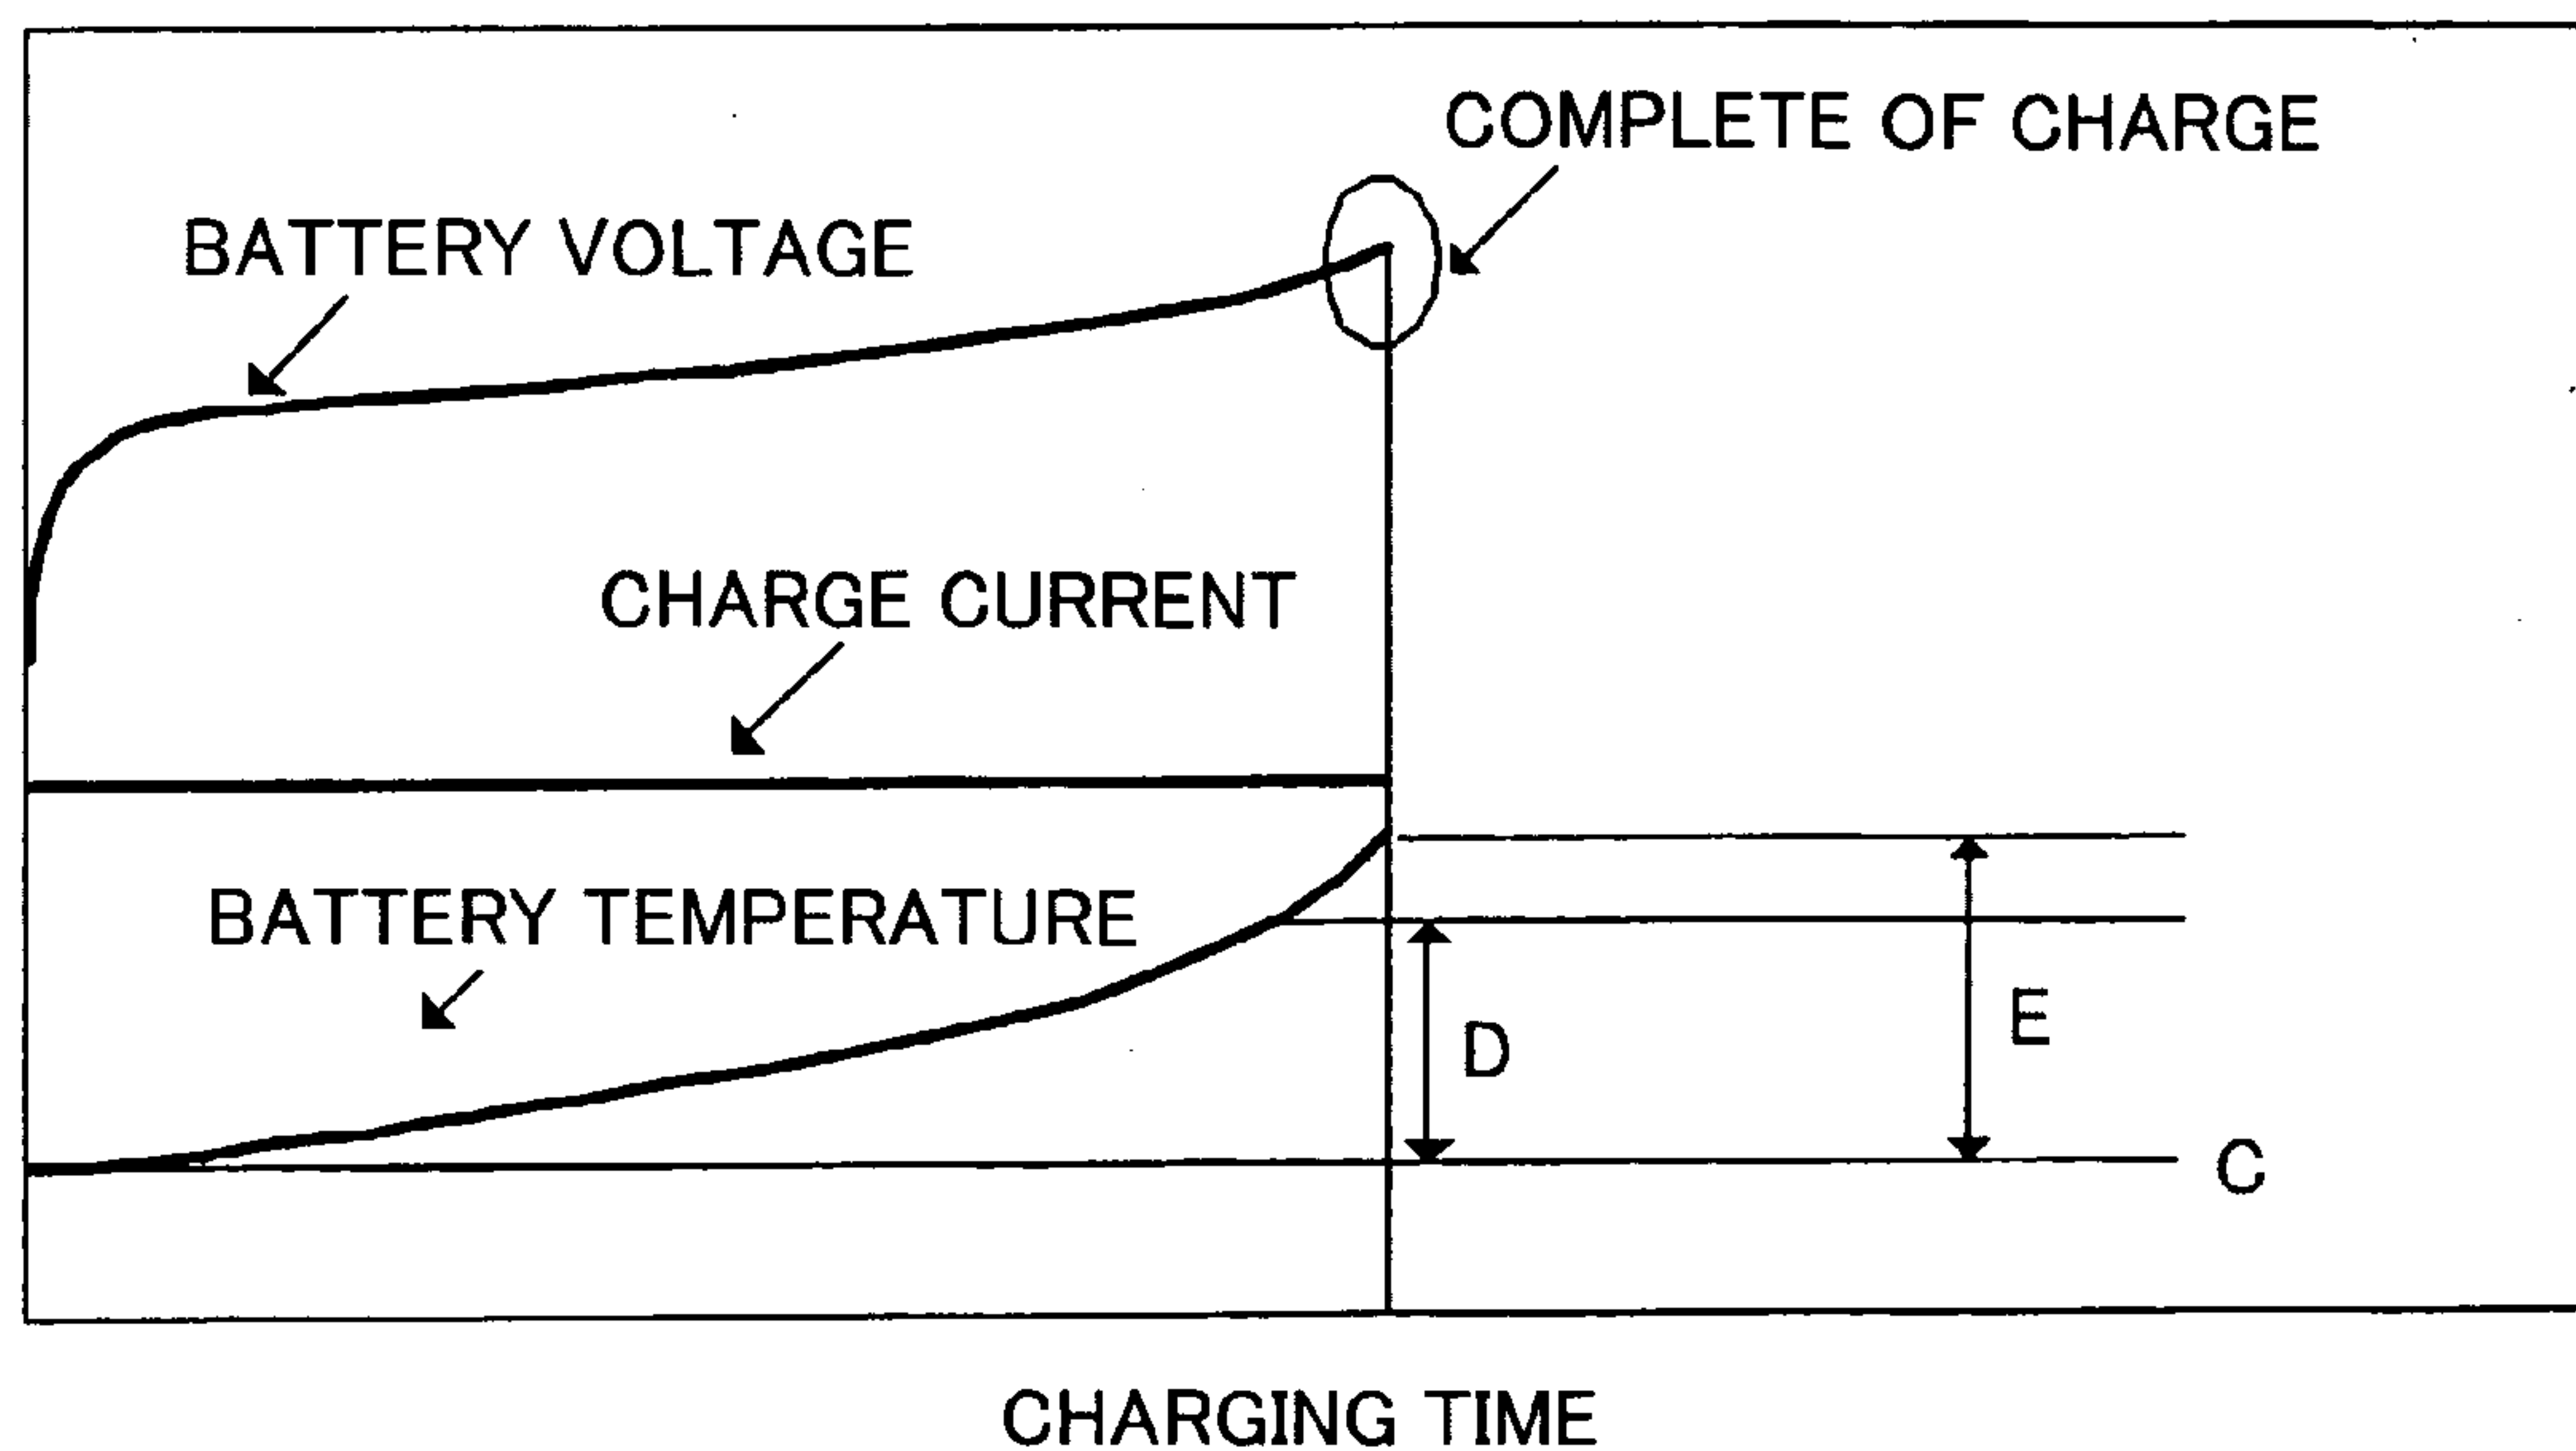 COMPLETE OF CHARGE
BATTERY VOLTAGE
CHARGE CURRENT
BATTERY TEMPERATURE
D
E
C
CHARGING TIME